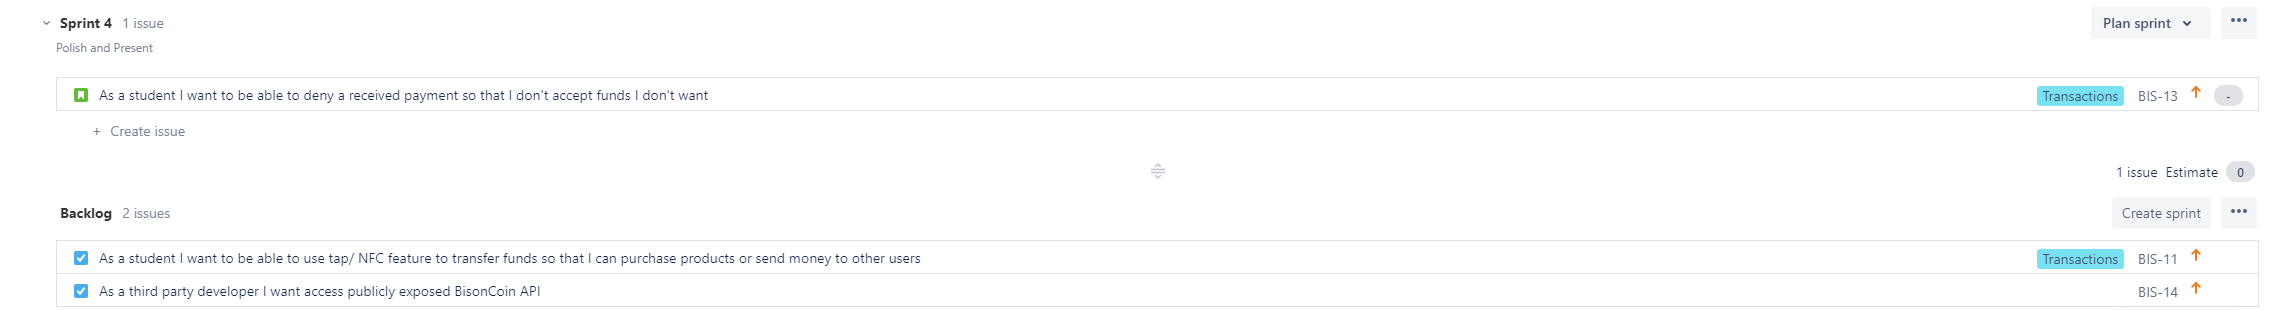 Sprint 4 1 issue Plan sprint •••
Polish and Present
As a student I want to be able to deny a received payment so that I don't accept funds I don't want Transactions BIS-13 -
+ Create issue
1 issue Estimate 0
Backlog 2 issues Create sprint •••
As a student I want to be able to use tap/ NFC feature to transfer funds so that I can purchase products or send money to other users Transactions BIS-11
As a third party developer I want access publicly exposed BisonCoin API BIS-14